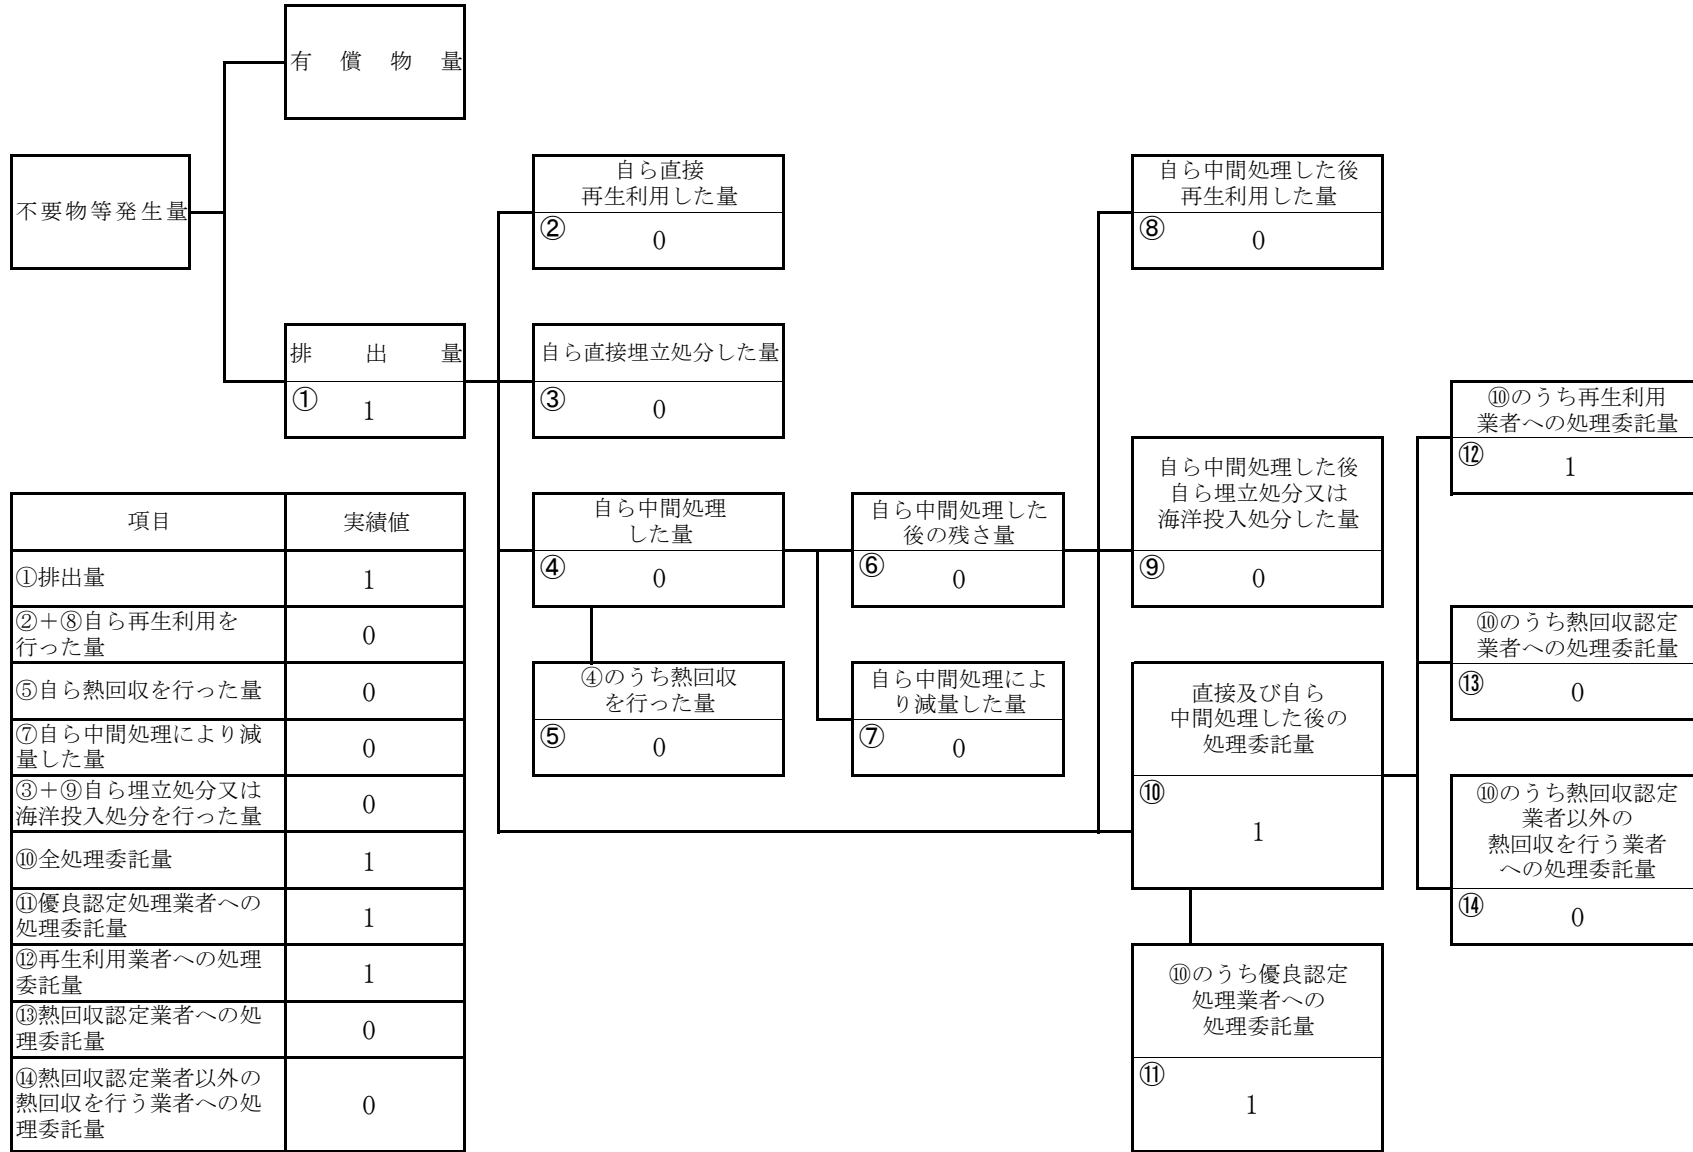 有償物量
不要物等発生量
排出量
① 1
自ら直接
再生利用した量
② 0
自ら直接埋立処分した量
③ 0
自ら中間処理
した量
④ 0
④のうち熱回収
を行った量
⑤ 0
自ら中間処理した
後の残さ量
⑥ 0
自ら中間処理によ
り減量した量
⑦ 0
自ら中間処理した後
再生利用した量
⑧ 0
自ら中間処理した後
自ら埋立処分又は
海洋投入処分した量
⑨ 0
直接及び自ら
中間処理した後の
処理委託量
⑩
1
⑩のうち優良認定
処理業者への
処理委託量
⑪
1
⑩のうち再生利用
業者への処理委託量
⑫ 1
⑩のうち熱回収認定
業者への処理委託量
⑬ 0
⑩のうち熱回収認定
業者以外の
熱回収を行う業者
への処理委託量
⑭ 0
項目 実績値
①排出量 1
②+⑧自ら再生利用を
行った量 0
⑤自ら熱回収を行った量 0
⑦自ら中間処理により減
量した量 0
③+⑨自ら埋立処分又は
海洋投入処分を行った量 0
⑩全処理委託量 1
⑪優良認定処理業者への
処理委託量 1
⑫再生利用業者への処理
委託量 1
⑬熱回収認定業者への処
理委託量 0
⑭熱回収認定業者以外の
熱回収を行う業者への処
理委託量 0